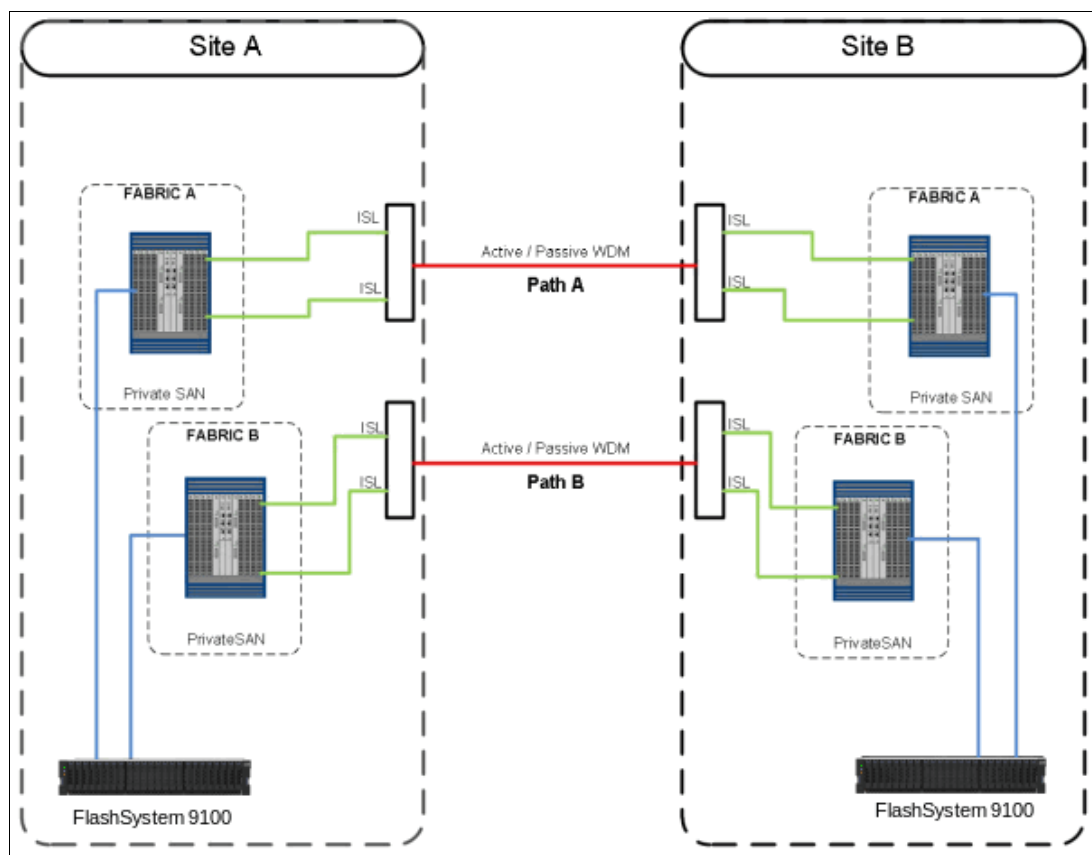 Site A
Site B
FABRIC A
Private SAN
FABRIC B
PrivateSAN
FlashSystem 9100
ISL
ISL
Active / Passive WDM
Path A
ISL
ISL
ISL
ISL
Active / Passive WDM
Path B
ISL
ISL
FABRIC A
Private SAN
FABRIC B
PrivateSAN
FlashSystem 9100